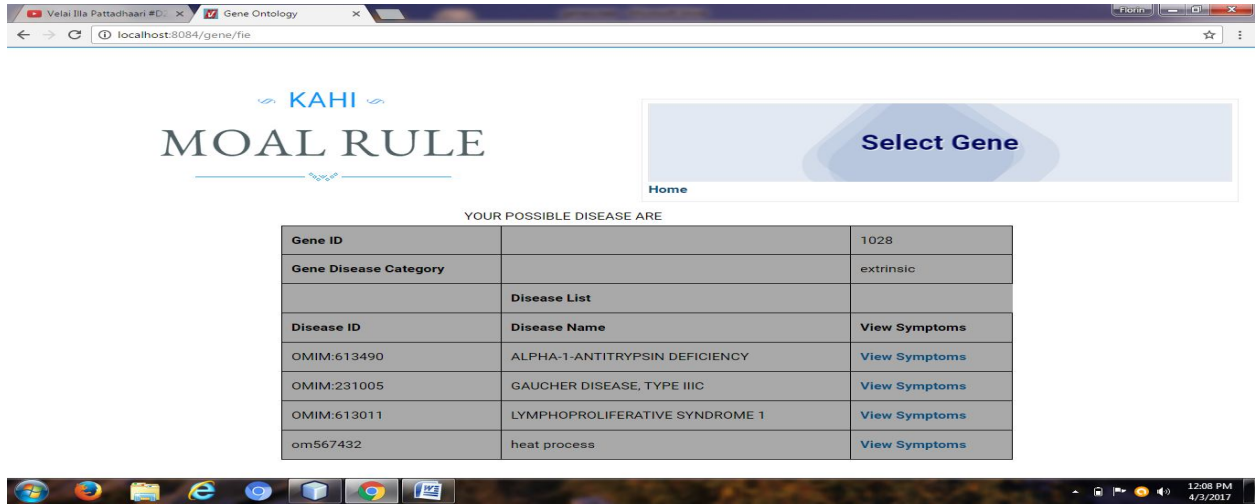 Velai Illa Pattadhaari #D
Gene Ontology
Florin
localhost:8084/gene/fie
KAHI
MOAL RULE
Select Gene
Home
YOUR POSSIBLE DISEASE ARE
Gene ID 1028
Gene Disease Category extrinsic
Disease List
Disease ID Disease Name View Symptoms
OMIM:613490 ALPHA-1-ANTITRYPSIN DEFICIENCY View Symptoms
OMIM:231005 GAUCHER DISEASE, TYPE IIIC View Symptoms
OMIM:613011 LYMPHOPROLIFERATIVE SYNDROME 1 View Symptoms
om567432 heat process View Symptoms
12:08 PM
4/3/2017